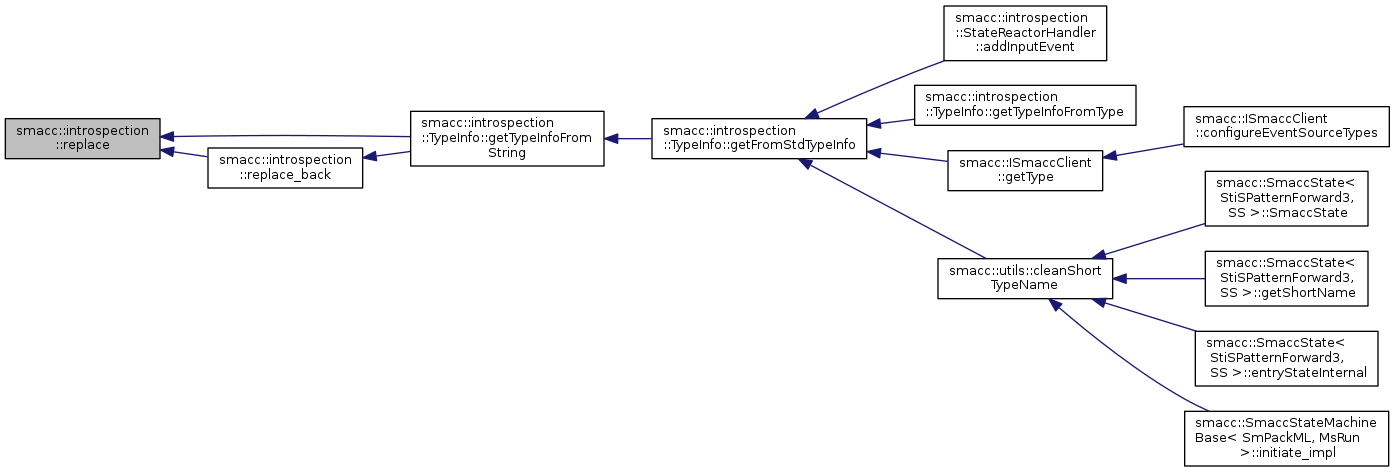 smacc::introspection
::replace
smacc::introspection
::replace_back
smacc::introspection
::TypeInfo::getTypeInfoFrom
String
smacc::introspection
::TypeInfo::getFromStdTypeInfo
smacc::introspection
::StateReactorHandler
::addInputEvent
smacc::introspection
::TypeInfo::getTypeInfoFromType
smacc::ISmaccClient
::getType
smacc::ISmaccClient
::configureEventSourceTypes
smacc::utils::cleanShort
TypeName
smacc::SmaccState<
StiSPatternForward3,
SS >::SmaccState
smacc::SmaccState<
StiSPatternForward3,
SS >::getShortName
smacc::SmaccState<
StiSPatternForward3,
SS >::entryStateInternal
smacc::SmaccStateMachine
Base< SmPackML, MsRun
>::initiate_impl